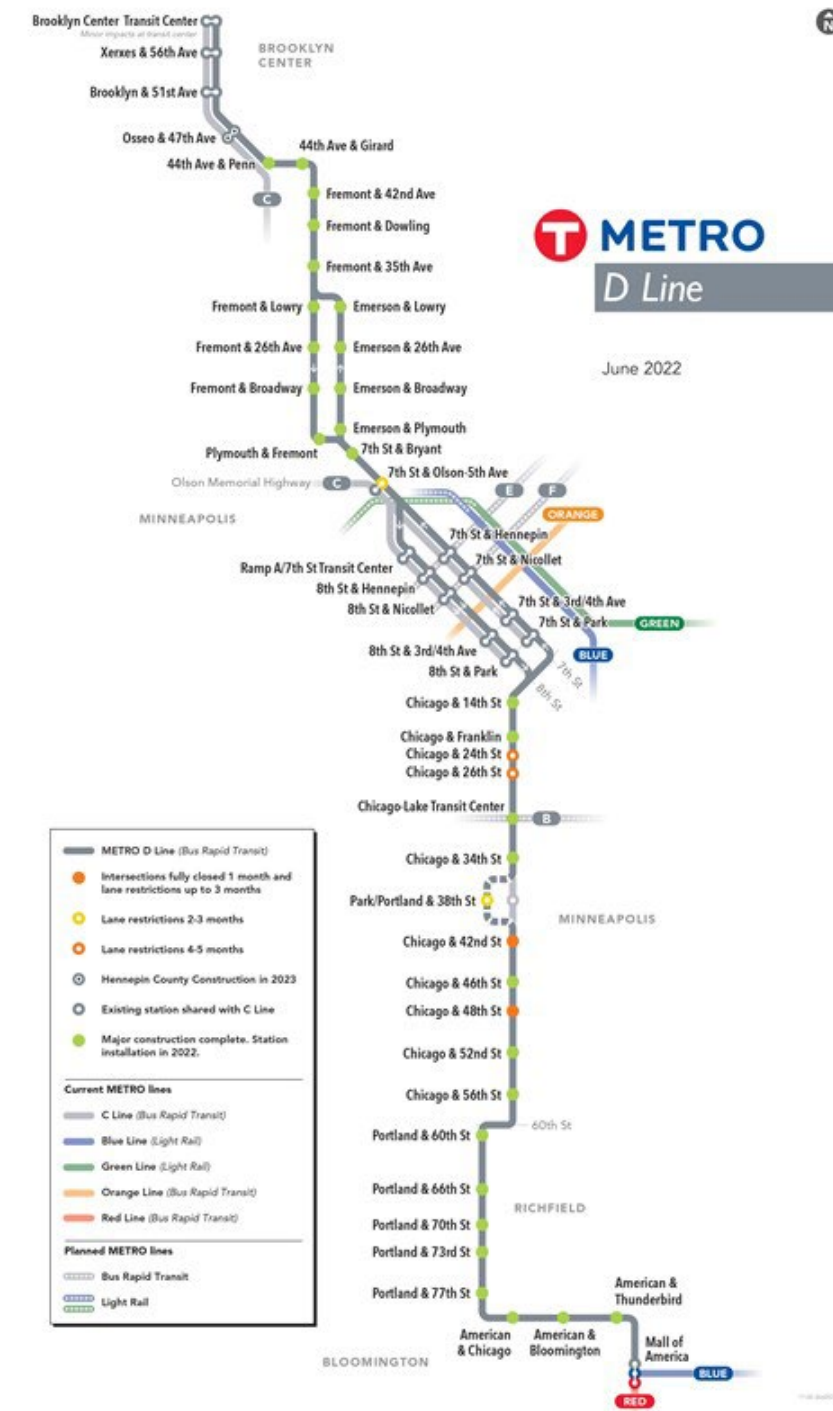 Brooklyn Center Transit Center
Minor impacts at transit center
Xerxes & 56th Ave
BROOKLYN
CENTER
Brooklyn & 51st Ave
Osseo & 47th Ave
44th Ave & Penn
44th Ave & Girard
C
Fremont & 42nd Ave
Fremont & Dowling
Fremont & 35th Ave
T METRO
D Line
June 2022
Fremont & Lowry
Emerson & Lowry
Fremont & 26th Ave
Emerson & 26th Ave
Fremont & Broadway
Emerson & Broadway
Emerson & Plymouth
Plymouth & Fremont
7th St & Bryant
7th St & Olson-5th Ave
Olson Memorial Highway
C
E
F
ORANGE
MINNEAPOLIS
7th St & Hennepin
7th St & Nicollet
Ramp A/7th St Transit Center
8th St & Hennepin
8th St & Nicollet
7th St & 3rd/4th Ave
7th St & Park
GREEN
BLUE
8th St & 3rd/4th Ave
8th St & Park
7th St
8th St
Chicago & 14th St
Chicago & Franklin
Chicago & 24th St
Chicago & 26th St
Chicago-Lake Transit Center
B
Chicago & 34th St
Park/Portland & 38th St
MINNEAPOLIS
Chicago & 42nd St
Chicago & 46th St
Chicago & 48th St
Chicago & 52nd St
Chicago & 56th St
60th St
Portland & 60th St
Portland & 66th St
RICHFIELD
Portland & 70th St
Portland & 73rd St
Portland & 77th St
American &
Thunderbird
American
& Chicago
American &
Bloomington
Mall of
America
BLOOMINGTON
BLUE
RED
METRO D Line (Bus Rapid Transit)
Intersections fully closed 1 month and
lane restrictions up to 3 months
Lane restrictions 2-3 months
Lane restrictions 4-5 months
Hennepin County Construction in 2023
Existing station shared with C Line
Major construction complete. Station
installation in 2022.
Current METRO lines
C Line (Bus Rapid Transit)
Blue Line (Light Rail)
Green Line (Light Rail)
Orange Line (Bus Rapid Transit)
Red Line (Bus Rapid Transit)
Planned METRO lines
Bus Rapid Transit
Light Rail